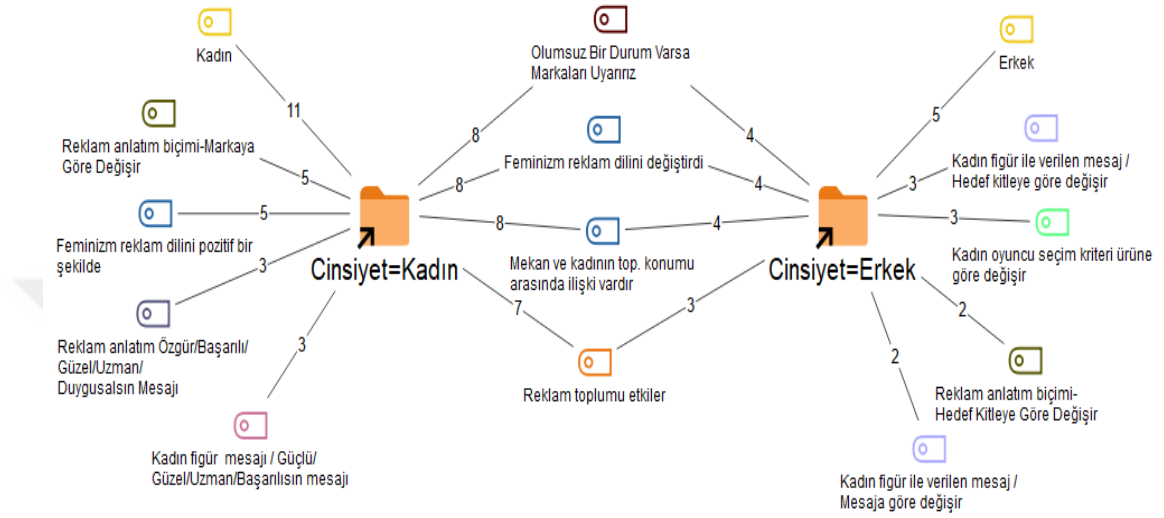 Kadın
11
Reklam anlatım biçimi-Markaya
Göre Değişir
5
Feminizm reklam dilini pozitif bir
şekilde
5
Reklam anlatım Özgür/Başarılı/
Güzel/Uzman/
Duygusalsın Mesajı
3
Kadın figür mesajı / Güçlü/
Güzel/Uzman/Başarılısın mesajı
3
Cinsiyet=Kadın
Olumsuz Bir Durum Varsa
Markaları Uyarırız
8
4
Feminizm reklam dilini değiştirdi
8
4
Mekan ve kadının top. konumu
arasında ilişki vardır
8
4
Reklam toplumu etkiler
7
3
Cinsiyet=Erkek
Erkek
5
Kadın figür ile verilen mesaj /
Hedef kitleye göre değişir
3
Kadın oyuncu seçim kriteri ürüne
göre değişir
3
Reklam anlatım biçimi-
Hedef Kitleye Göre Değişir
2
Kadın figür ile verilen mesaj /
Mesaja göre değişir
2